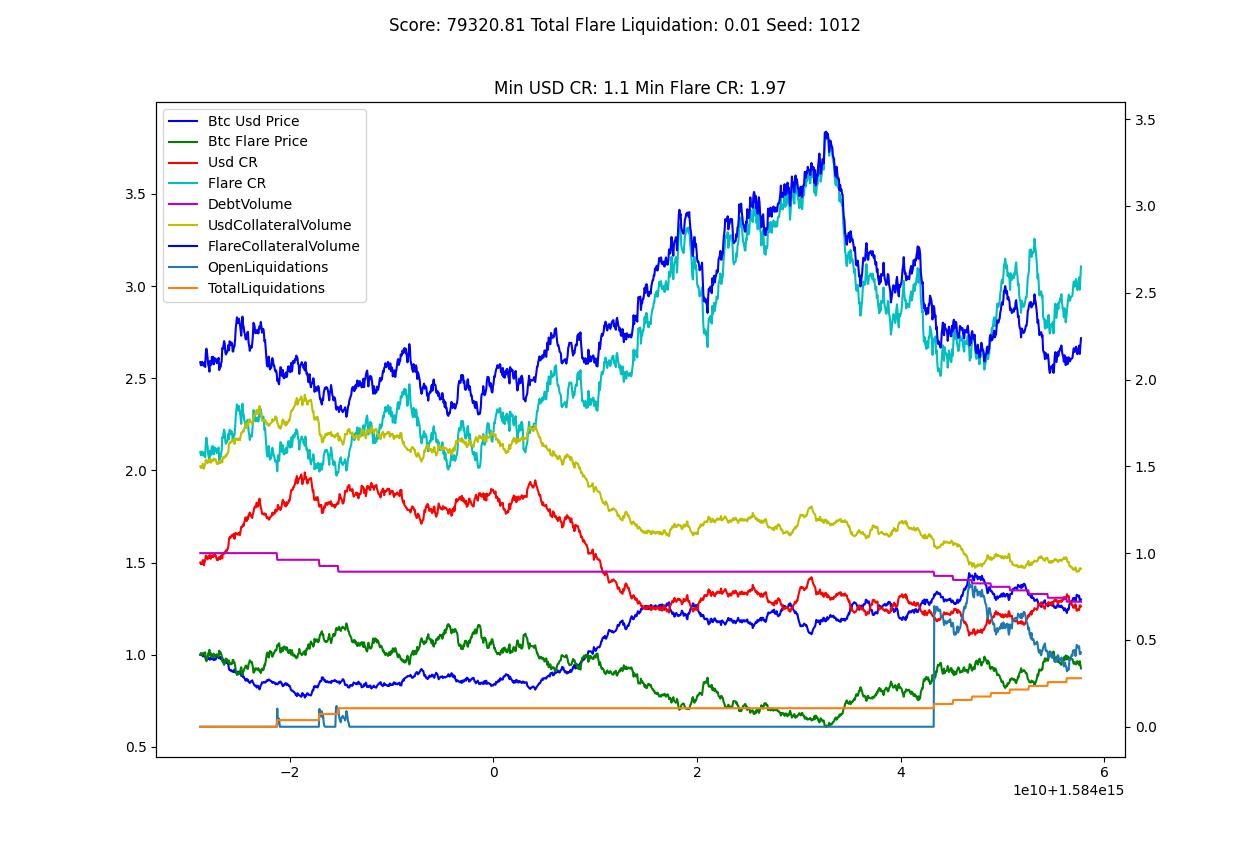 Score: 79320.81 Total Flare Liquidation: 0.01 Seed: 1012
Min USD CR: 1.1 Min Flare CR: 1.97
Btc Usd Price
Btc Flare Price
Usd CR
Flare CR
DebtVolume
UsdCollateralVolume
FlareCollateralVolume
OpenLiquidations
TotalLiquidations
3.5
3.0
2.5
2.0
1.5
1.0
0.5
3.5
3.0
2.5
2.0
1.5
1.0
0.5
0.0
−2 0 2 4 6
1e10+1.584e15